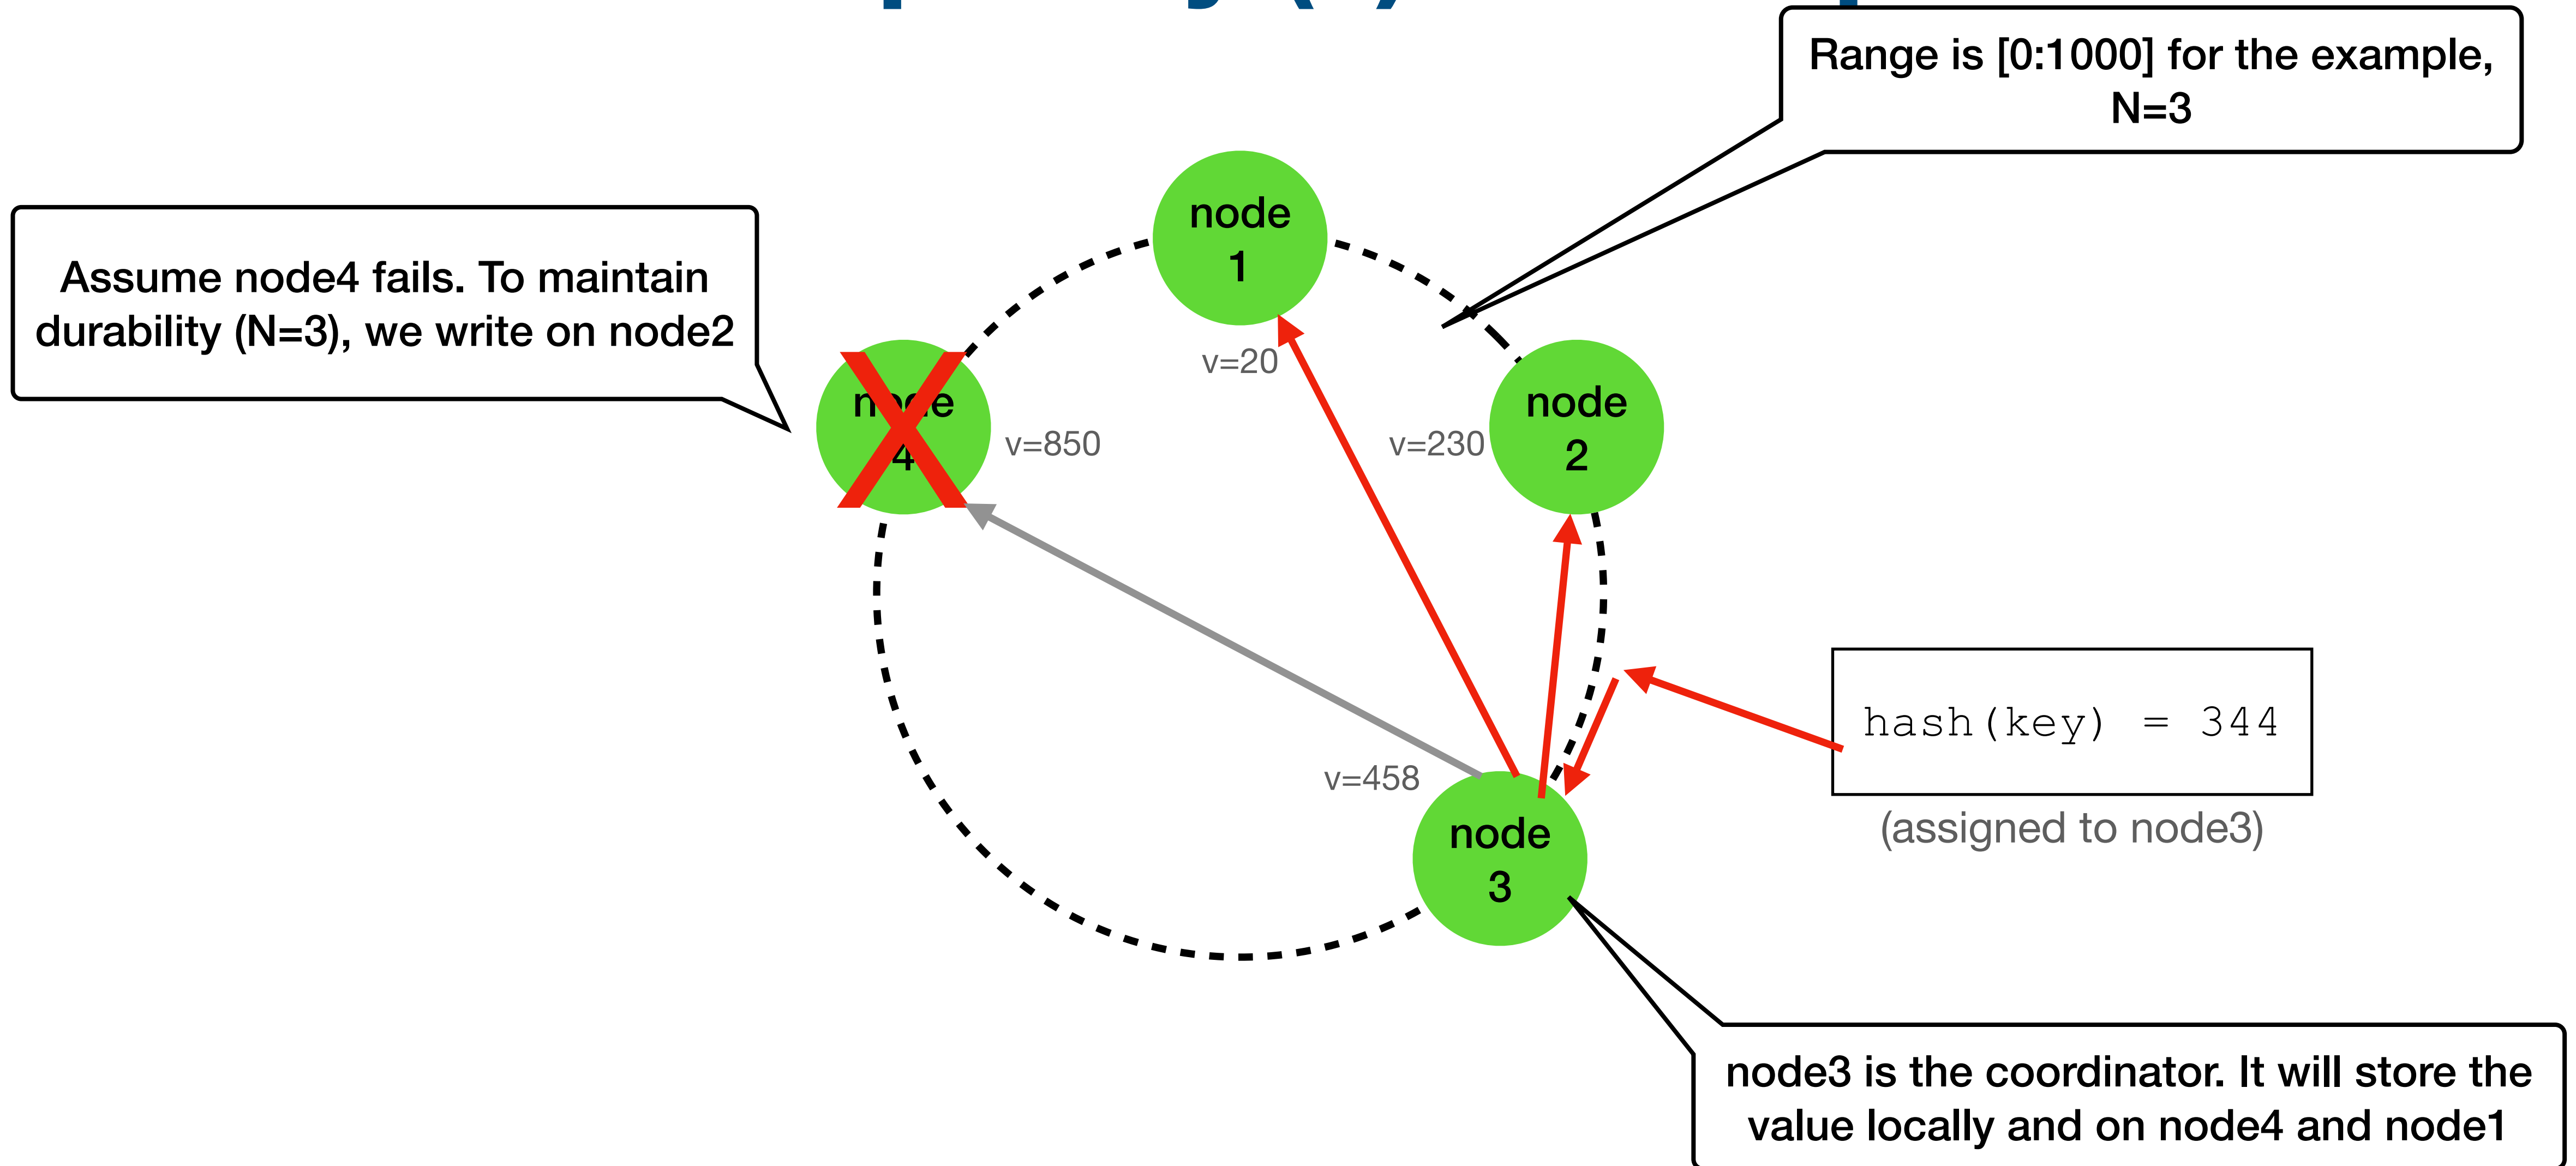 Range is [0:1000] for the example,
N=3
node
1
Assume node4 fails. To maintain
durability (N=3), we write on node2
v=20
node
4
v=850
v=230
node
2
hash(key) = 344
(assigned to node3)
v=458
node
3
node3 is the coordinator. It will store the
value locally and on node4 and node1